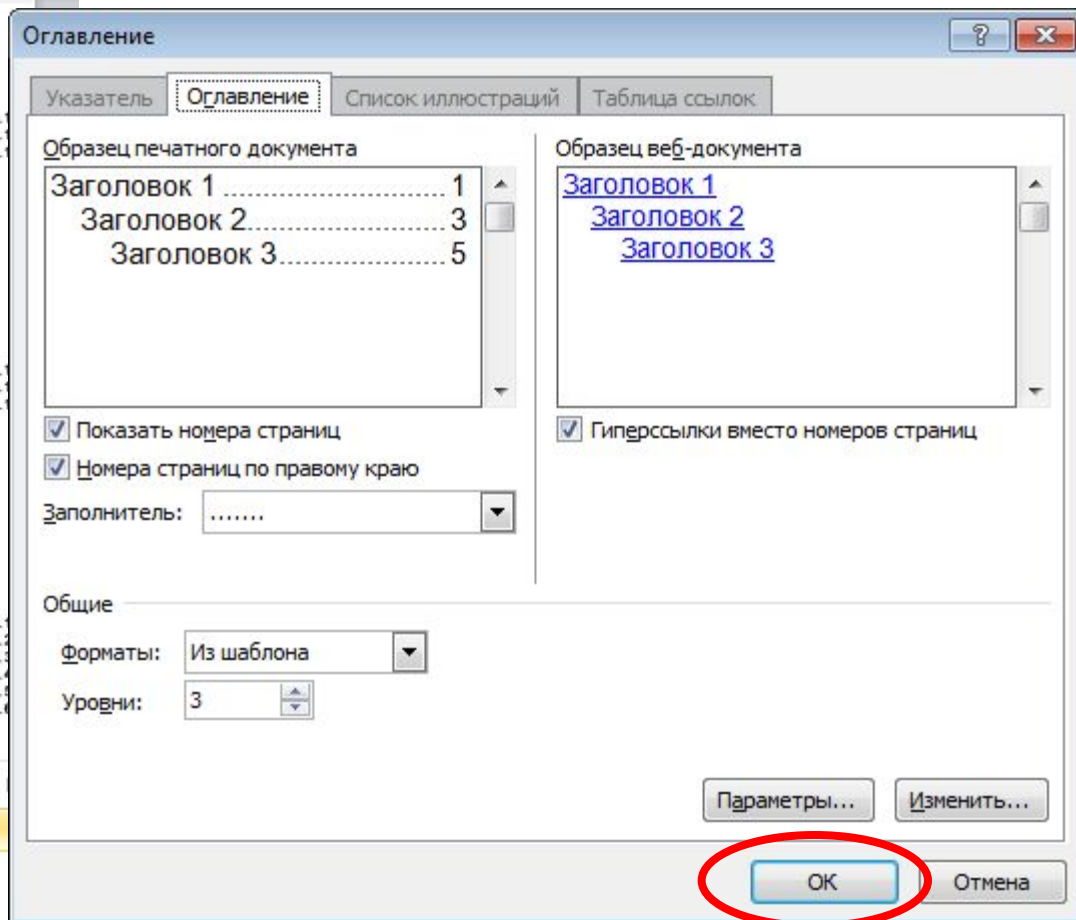 Оглавление
Указатель
Оглавление
Список иллюстраций
Таблица ссылок
Образец печатного документа
Заголовок 1 ............................ 1
Заголовок 2......................... 3
Заголовок 3..................... 5
Показать номера страниц
Номера страниц по правому краю
Заполнитель: .......
Образец веб-документа
Заголовок 1
Заголовок 2
Заголовок 3
Гиперссылки вместо номеров страниц
Общие
Форматы: Из шаблона
Уровни: 3
Параметры...
Изменить...
ОК
Отмена